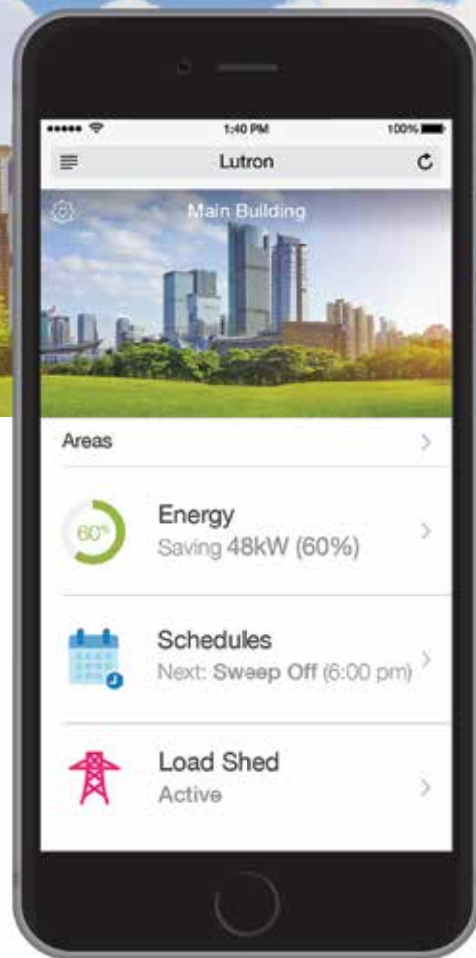 1:40 PM 100%
Lutron
Main Building
Areas
60%
Energy
Saving 48kW (60%)
Schedules
Next: Sweep Off (6:00 pm)
Load Shed
Active